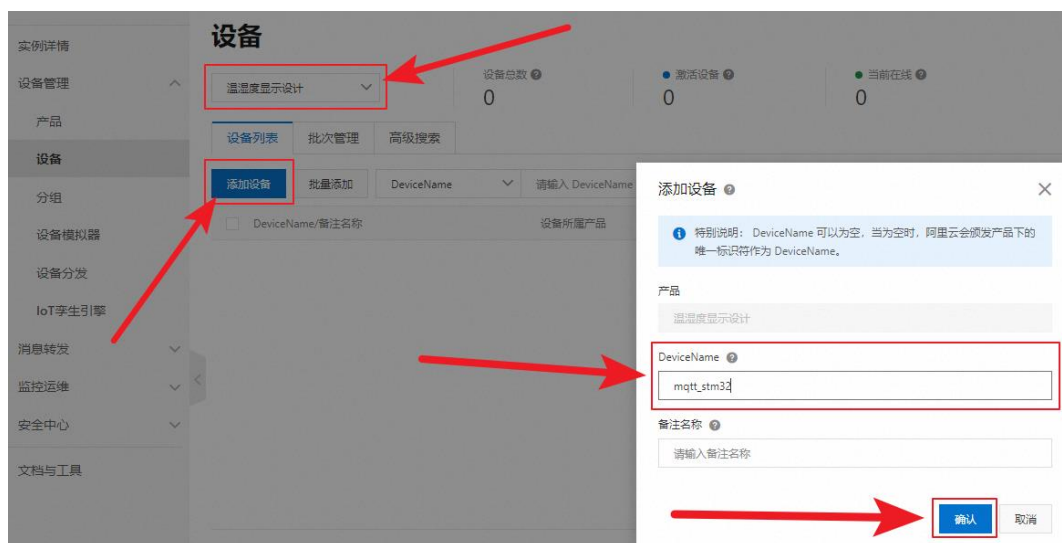 实例详情
设备管理
产品
设备
分组
设备模拟器
设备分发
IoT孪生引擎
消息转发
监控运维
安全中心
文档与工具
设备
温湿度显示设计
设备总数
0
激活设备
0
当前在线
0
设备列表 批次管理 高级搜索
添加设备 批量添加 DeviceName 请输入 DeviceName
DeviceName/备注名称 设备所属产品
添加设备
特别说明： DeviceName 可以为空，当为空时，阿里云会颁发产品下的
唯一标识符作为 DeviceName。
产品
温湿度显示设计
DeviceName
mqtt_stm32
备注名称
请输入备注名称
确认 取消